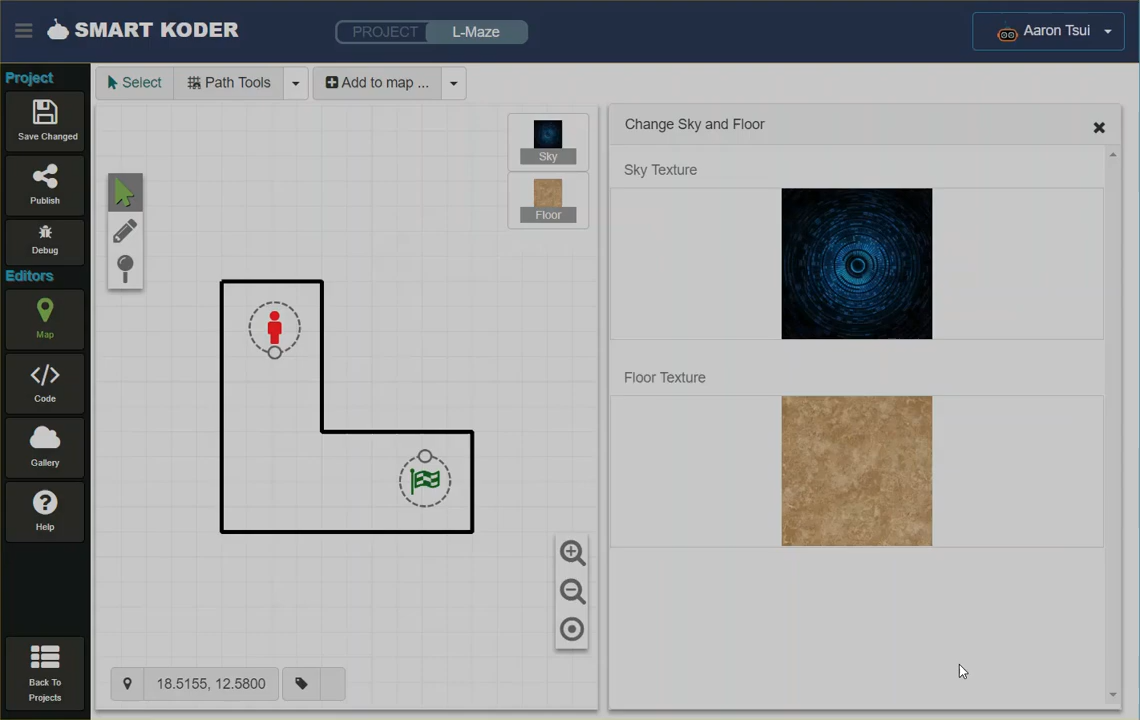 SMART KODER
PROJECT
L-Maze
Aaron Tsui
Project
Save Changed
Publish
Debug
Editors
Map
Code
Gallery
Help
Back To
Projects
Select
Path Tools
Add to map ...
Sky
Floor
18.5155, 12.5800
Change Sky and Floor
Sky Texture
Floor Texture